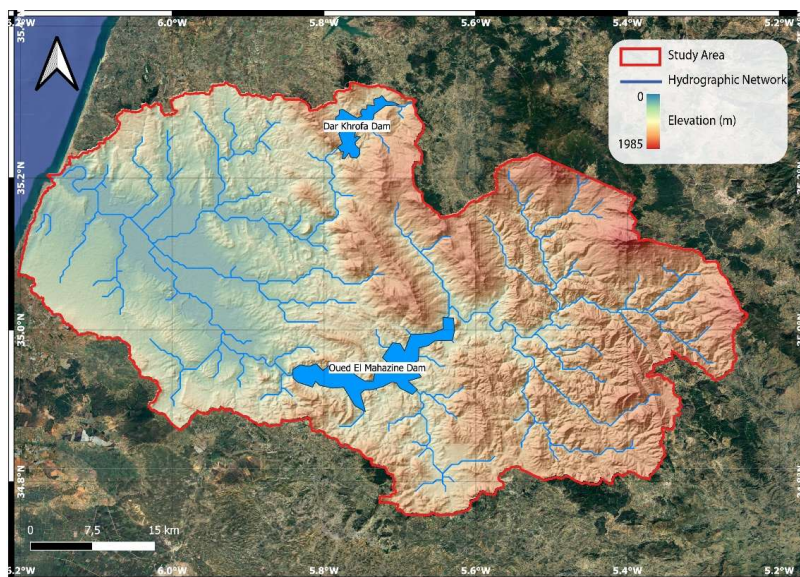 5.2°W 6.0°W 5.8°W 5.6°W 5.4°W 5.2°W
Study Area
Hydrographic Network
0
Elevation (m)
1985
Dar Khrofa Dam
35.2°N
35.0°N
Oued El Mahazine Dam
34.8°N
0 7,5 15 km
5.2°W 6.0°W 5.8°W 5.6°W 5.4°W 5.2°W